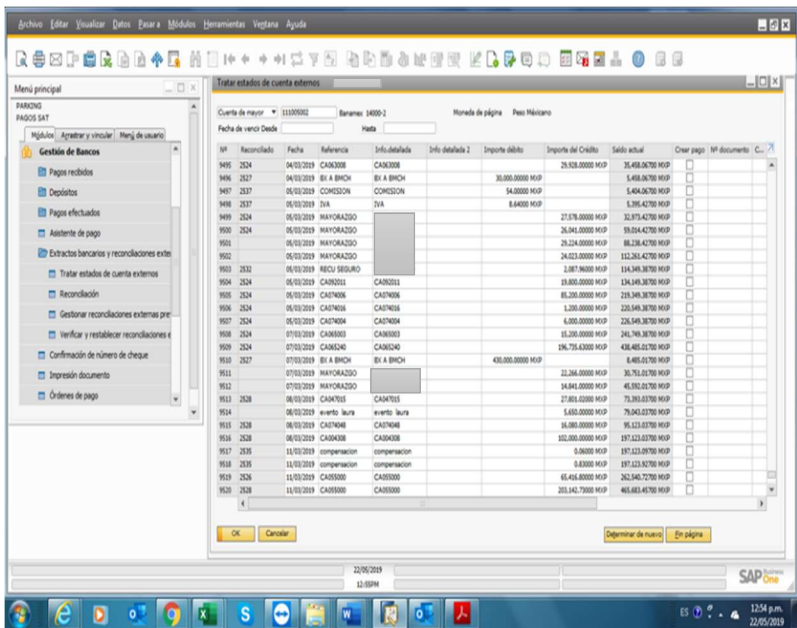 Archivo Editar Visualizar Datos Pasar a Módulos Herramientas Ventana Ayuda
Menú principal
PARKING
PAGOS SAT
Módulos Arrastrar y vincular Menú de usuario
Gestión de Bancos
Pagos recibidos
Depósitos
Pagos efectuados
Asistente de pago
Extractos bancarios y reconciliaciones exter
Tratar estados de cuenta externos
Reconciliación
Gestionar reconciliaciones externas pre
Verificar y restablecer reconciliaciones e
Confirmación de número de cheque
Impresión documento
Órdenes de pago
Tratar estados de cuenta externos
Cuenta de mayor 111005002 Banamex 14000-2 Moneda de página Peso Méxicano
Fecha de vencir Desde Hasta
Nº Reconciliado Fecha Referencia Info.detallada Info detallada 2 Importe débito Importe del Crédito Saldo actual Crear pago Nº documento C...
9495 2524 04/03/2019 CA063008 CA063008 29,928.00000 MXP 35,458.06700 MXP
9496 2527 04/03/2019 BX A BMCH BX A BMCH 30,000.00000 MXP 5,458.06700 MXP
9497 2537 05/03/2019 COMISION COMISION 54.00000 MXP 5,404.06700 MXP
9498 2537 05/03/2019 IVA IVA 8.64000 MXP 5,395.42700 MXP
9499 2524 05/03/2019 MAYORAZGO 27,578.00000 MXP 32,973.42700 MXP
9500 2524 05/03/2019 MAYORAZGO 26,041.00000 MXP 59,014.42700 MXP
9501 05/03/2019 MAYORAZGO 29,224.00000 MXP 88,238.42700 MXP
9502 05/03/2019 MAYORAZGO 24,023.00000 MXP 112,261.42700 MXP
9503 2532 05/03/2019 RECU SEGURO 2,087.96000 MXP 114,349.38700 MXP
9504 2524 05/03/2019 CA092011 CA092011 19,800.00000 MXP 134,149.38700 MXP
9505 2524 05/03/2019 CA074006 CA074006 85,200.00000 MXP 219,349.38700 MXP
9506 2524 05/03/2019 CA074016 CA074016 1,200.00000 MXP 220,549.38700 MXP
9507 2524 05/03/2019 CA074004 CA074004 6,000.00000 MXP 226,549.38700 MXP
9508 2524 07/03/2019 CA065003 CA065003 15,200.00000 MXP 241,749.38700 MXP
9509 2524 07/03/2019 CA065240 CA065240 196,735.63000 MXP 438,485.01700 MXP
9510 2527 07/03/2019 BX A BMCH BX A BMCH 430,000.00000 MXP 8,485.01700 MXP
9511 07/03/2019 MAYORAZGO 22,266.00000 MXP 30,751.01700 MXP
9512 07/03/2019 MAYORAZGO 14,841.00000 MXP 45,592.01700 MXP
9513 2528 08/03/2019 CA047015 CA047015 27,801.02000 MXP 73,393.03700 MXP
9514 08/03/2019 evento laura evento laura 5,650.00000 MXP 79,043.03700 MXP
9515 2528 08/03/2019 CA074048 CA074048 16,080.00000 MXP 95,123.03700 MXP
9516 2528 08/03/2019 CA004308 CA004308 102,000.00000 MXP 197,123.03700 MXP
9517 2535 11/03/2019 compensacion compensacion 0.06000 MXP 197,123.09700 MXP
9518 2535 11/03/2019 compensacion compensacion 0.83000 MXP 197,123.92700 MXP
9519 2526 11/03/2019 CA055000 CA055000 65,416.80000 MXP 262,540.72700 MXP
9520 2528 11/03/2019 CA055000 CA055000 203,142.73000 MXP 465,683.45700 MXP
OK Cancelar Determinar de nuevo Fin página
22/05/2019
12:55PM
SAP Business One
ES 12:54 p.m.
22/05/2019